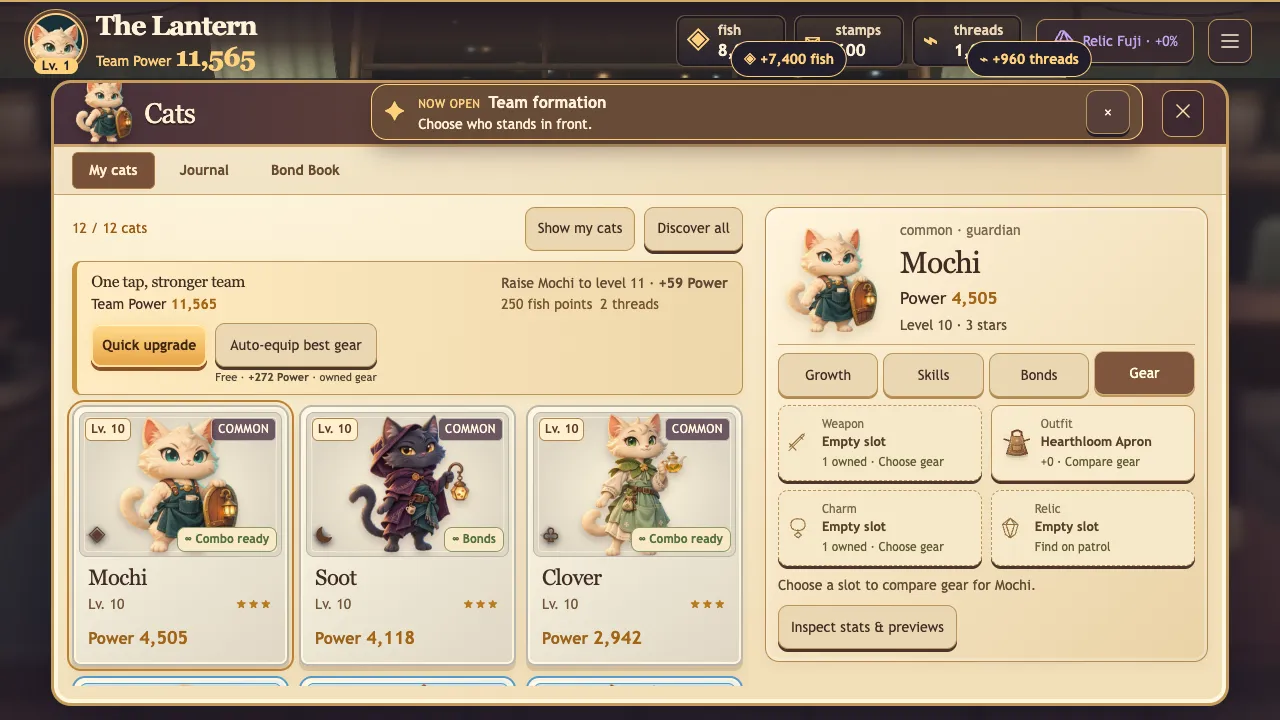 The Lantern
Lv. 1
Team Power 11,565
fish
8,
stamps
00
threads
1,
Relic Fuji · +0%
+7,400 fish
+960 threads
Cats
NOW OPEN Team formation
Choose who stands in front.
My cats
Journal
Bond Book
12 / 12 cats
Show my cats
Discover all
One tap, stronger team
Team Power 11,565
Raise Mochi to level 11 · +59 Power
250 fish points 2 threads
Quick upgrade
Auto-equip best gear
Free · +272 Power · owned gear
Lv. 10
COMMON
∞ Combo ready
Mochi
Lv. 10
★★★
Power 4,505
Lv. 10
COMMON
∞ Bonds
Soot
Lv. 10
★★★
Power 4,118
Lv. 10
COMMON
∞ Combo ready
Clover
Lv. 10
★★★
Power 2,942
common · guardian
Mochi
Power 4,505
Level 10 · 3 stars
Growth
Skills
Bonds
Gear
Weapon
Empty slot
1 owned · Choose gear
Outfit
Hearthloom Apron
+0 · Compare gear
Charm
Empty slot
1 owned · Choose gear
Relic
Empty slot
Find on patrol
Choose a slot to compare gear for Mochi.
Inspect stats & previews